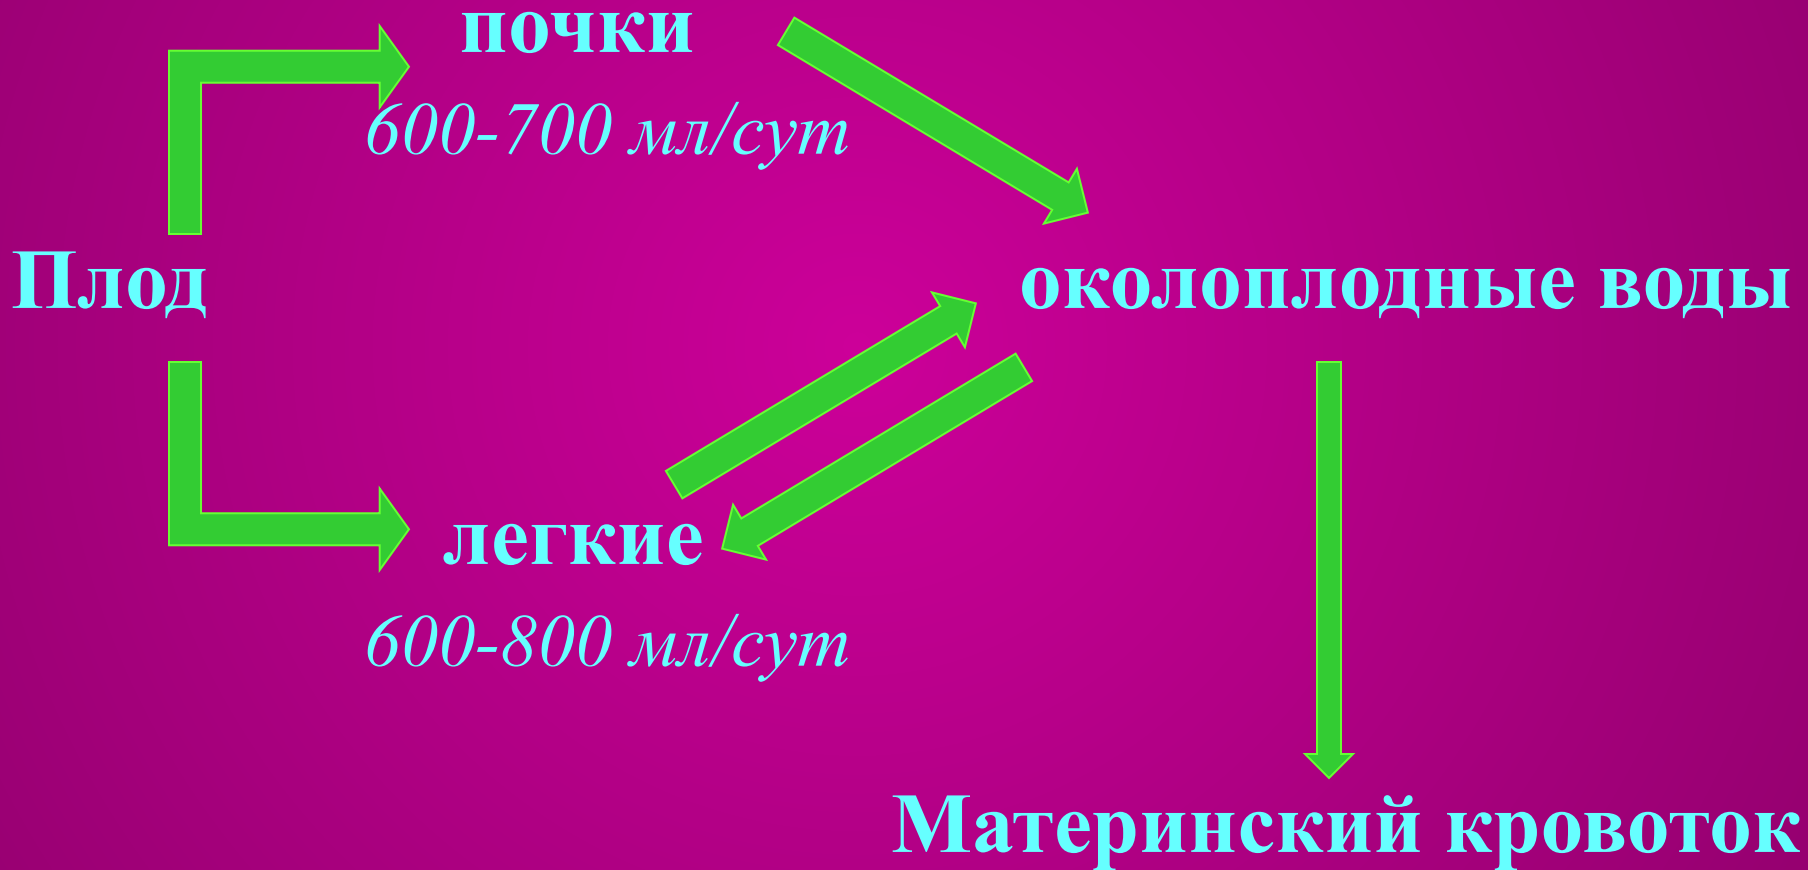 почки
600-700 мл/сут
Плод
околоплодные воды
легкие
600-800 мл/сут
Материнский кровоток